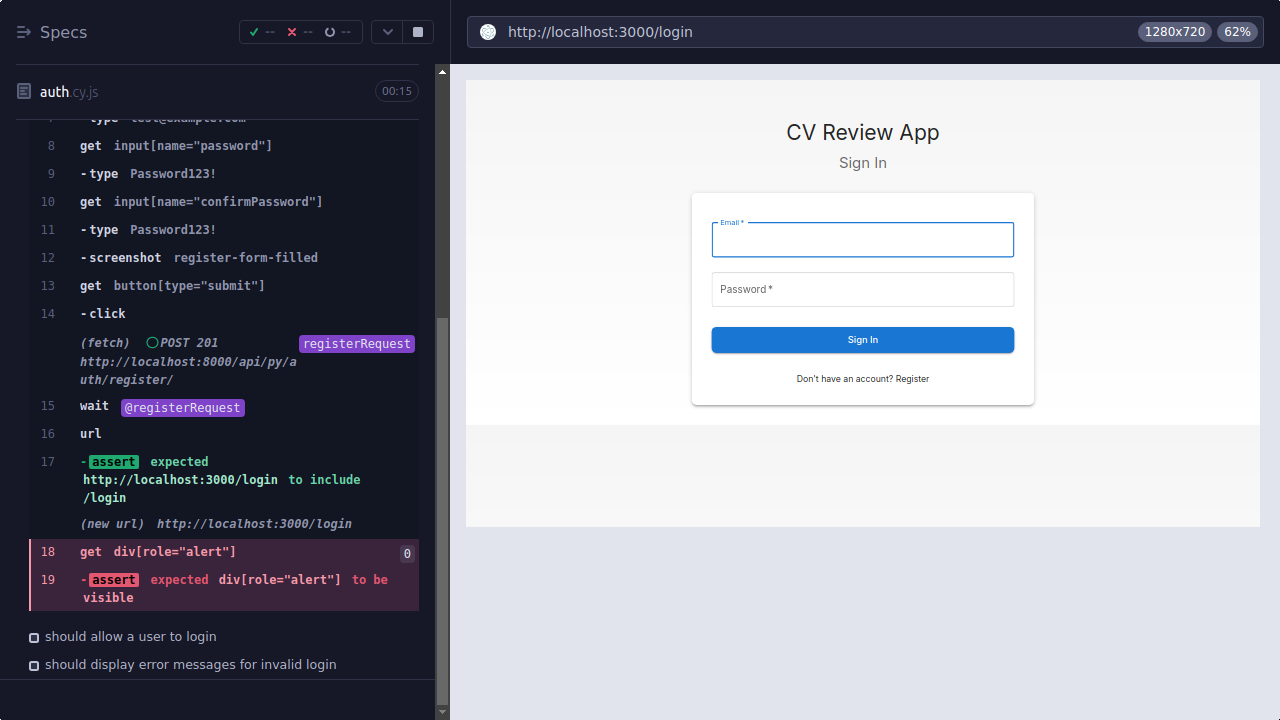 Specs
-- -- --
auth.cy.js 00:15
-type test@example.com
8 get input[name="password"]
9 -type Password123!
10 get input[name="confirmPassword"]
11 -type Password123!
12 -screenshot register-form-filled
13 get button[type="submit"]
14 -click
(fetch) POST 201 registerRequest
http://localhost:8000/api/py/a
uth/register/
15 wait @registerRequest
16 url
17 -assert expected
http://localhost:3000/login to include
/login
(new url) http://localhost:3000/login
18 get div[role="alert"] 0
19 -assert expected div[role="alert"] to be
visible
should allow a user to login
should display error messages for invalid login
http://localhost:3000/login 1280x720 62%
CV Review App
Sign In
Email *
Password *
Sign In
Don't have an account? Register